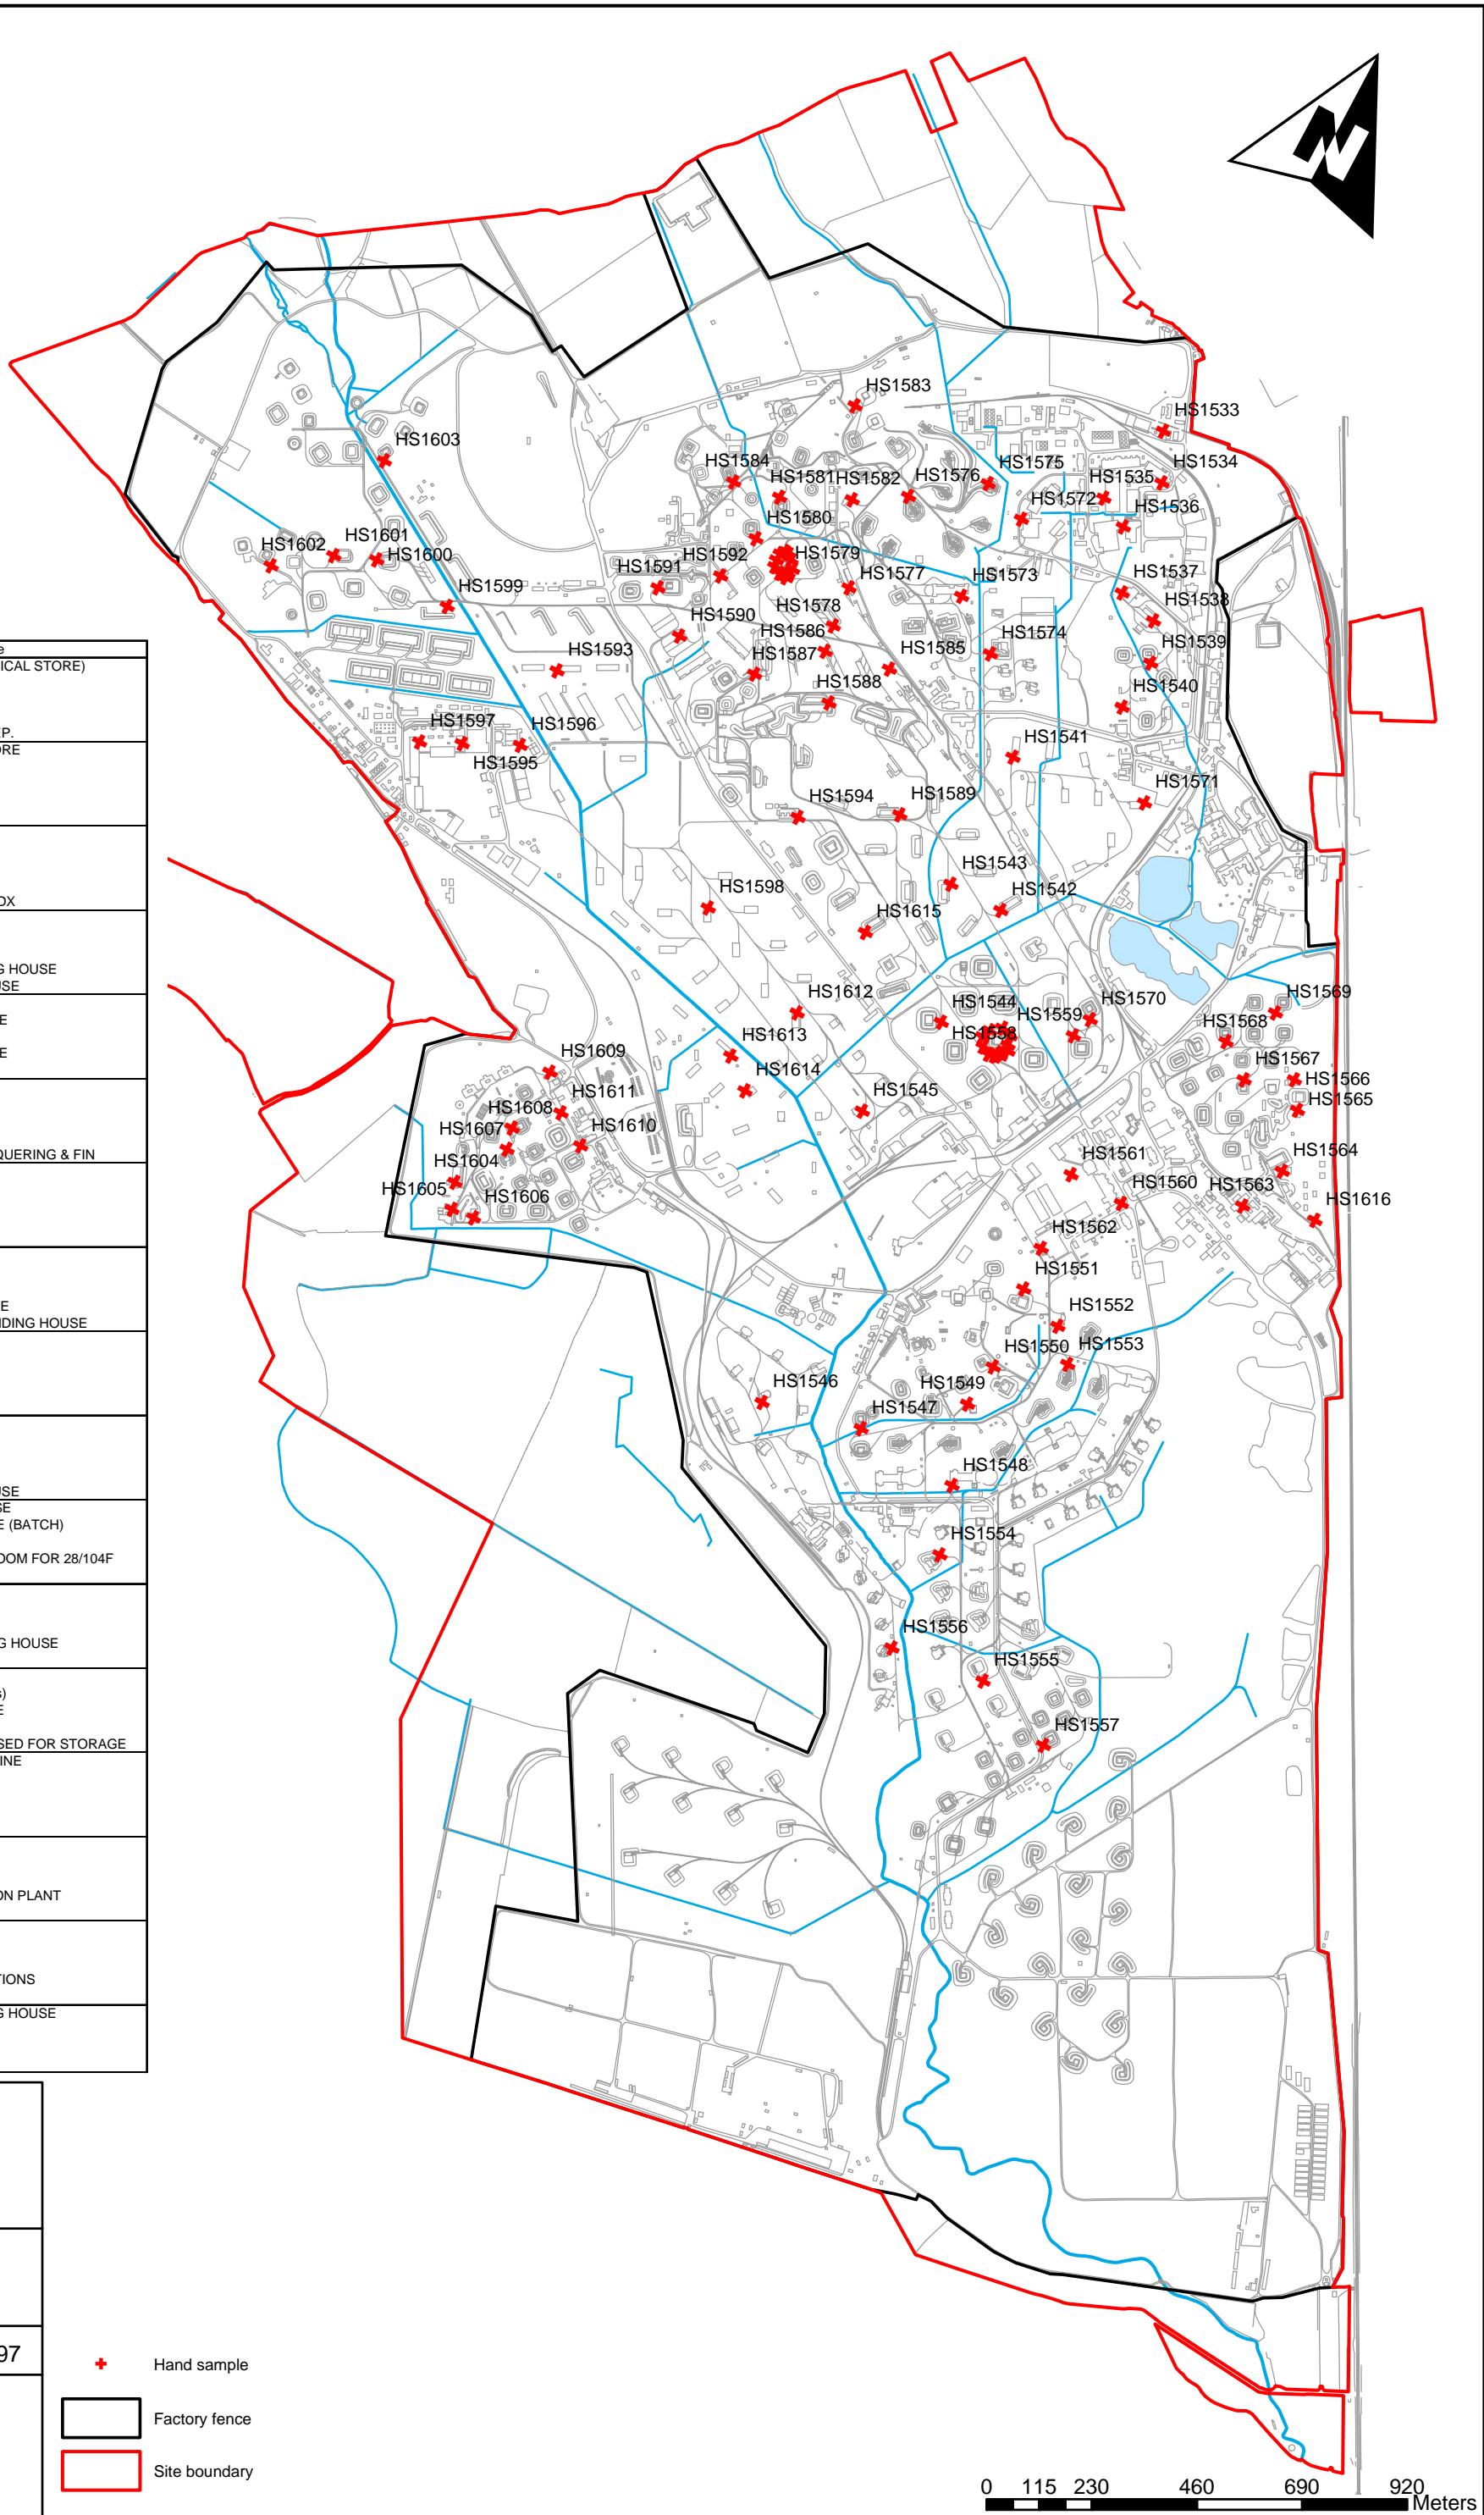 N
HS1583
HS1533
HS1603
HS1584
HS1575
HS1534
HS1581
HS1582
HS1576
HS1535
HS1572
HS1536
HS1580
HS1601
HS1602
HS1600
HS1592
HS1579
HS1591
HS1577
HS1573
HS1537
HS1599
HS1578
HS1538
HS1590
HS1586
HS1574
HS1593
HS1587
HS1585
HS1539
HS1588
HS1540
HS1597
HS1596
HS1595
HS1541
HS1571
HS1594
HS1589
HS1543
HS1598
HS1542
HS1615
HS1612
HS1544
HS1570
HS1569
HS1559
HS1558
HS1568
HS1613
HS1609
HS1567
HS1614
HS1566
HS1611
HS1545
HS1565
HS1608
HS1607
HS1610
HS1604
HS1561
HS1564
HS1605
HS1606
HS1560
HS1563
HS1616
HS1562
HS1551
HS1552
HS1550
HS1553
HS1546
HS1549
HS1547
HS1548
HS1554
HS1556
HS1555
HS1557
e
ICAL STORE)
EP.
ORE
OX
G HOUSE
USE
E
E
QUERING & FIN
E
DING HOUSE
USE
SE
E (BATCH)
OOM FOR 28/104F
G HOUSE
s)
E
SED FOR STORAGE
INE
ON PLANT
TIONS
G HOUSE
97
Hand sample
Factory fence
Site boundary
0 115 230 460 690 920
Meters